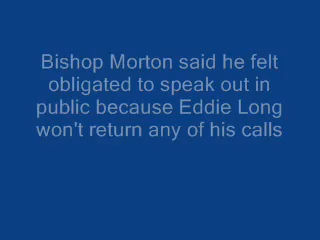 Bishop Morton said he felt
obligated to speak out in
public because Eddie Long
won't return any of his calls